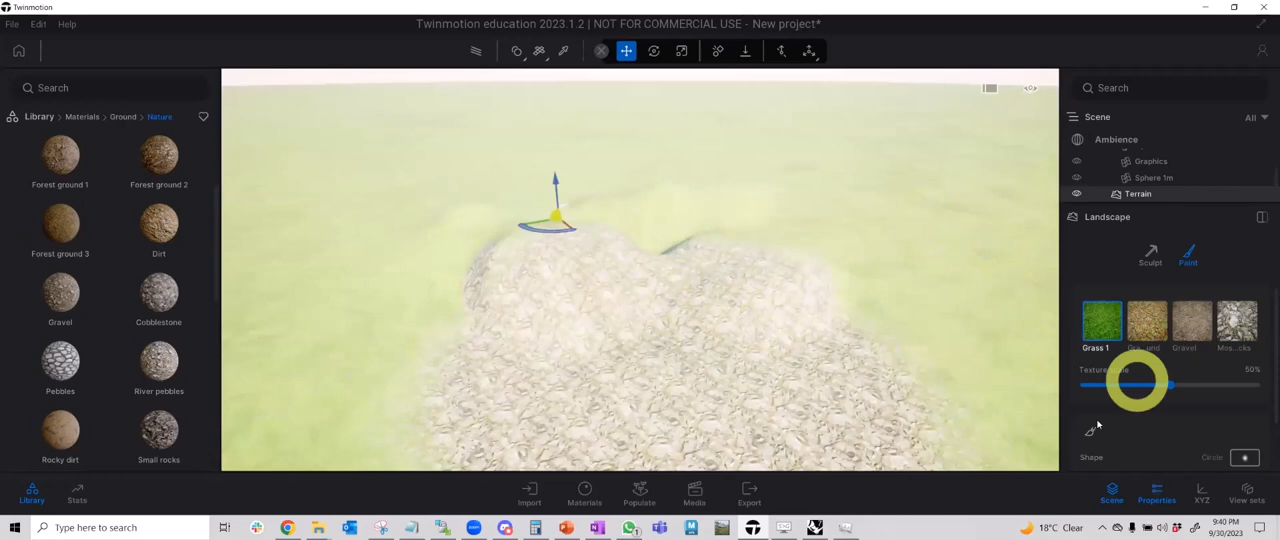 Twinmotion
File Edit Help
Twinmotion education 2023.1.2 | NOT FOR COMMERCIAL USE - New project*
Search
Library > Materials > Ground > Nature
Forest ground 1
Forest ground 2
Forest ground 3
Dirt
Gravel
Cobblestone
Pebbles
River pebbles
Rocky dirt
Small rocks
Search
Scene
All
Ambience
Graphics
Sphere 1m
Terrain
Landscape
Sculpt
Paint
Grass 1
Gra...und
Gravel
Mos...cks
50%
Shape
Circle
Library
Stats
Import
Materials
Populate
Media
Export
Scene
Properties
XYZ
View sets
Type here to search
18°C Clear
9:40 PM
9/30/2023